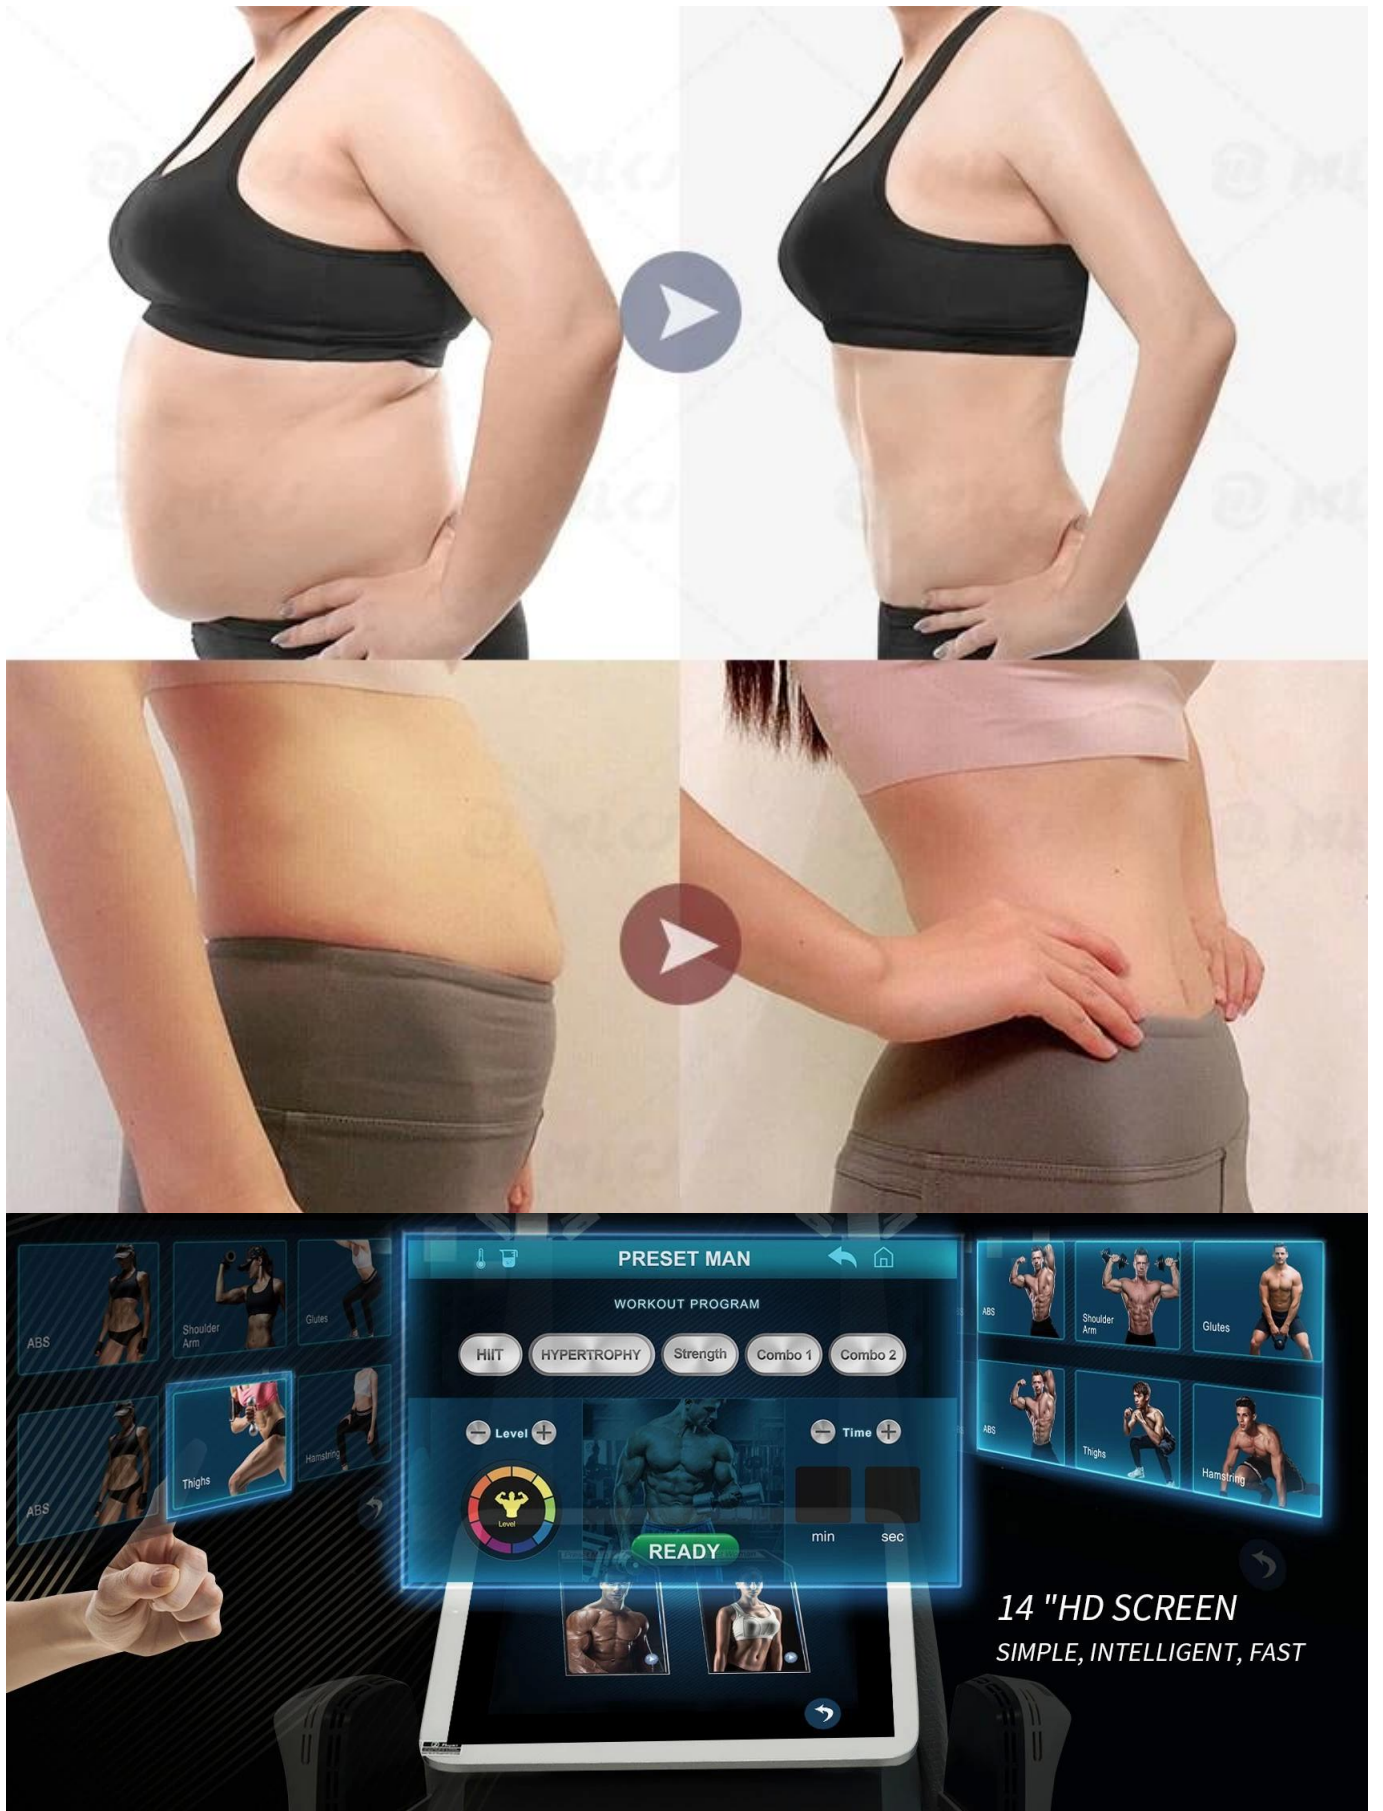 PRESET MAN
WORKOUT PROGRAM
HIIT
HYPERTROPHY
Strength
Combo 1
Combo 2
Level
Time
Level
min
sec
READY
ABS
Shoulder
Arm
Glutes
ABS
Thighs
Hamstring
ABS
Shoulder
Arm
Glutes
ABS
Thighs
Hamstring
14 "HD SCREEN
SIMPLE, INTELLIGENT, FAST